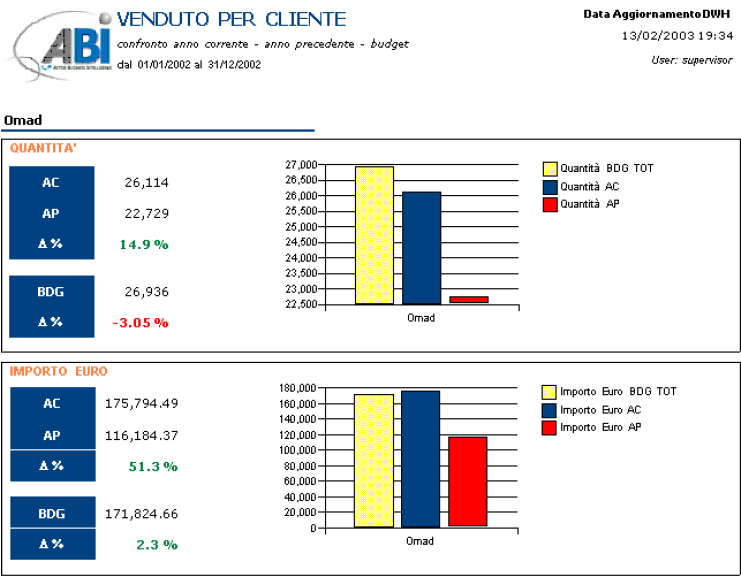 ABI
VENDUTO PER CLIENTE
confronto anno corrente - anno precedente - budget
dal 01/01/2002 al 31/12/2002
Data Aggiornamento DWH
13/02/2003 19:34
User: supervisor
Omad
QUANTITA'
AC 26,114
AP 22,729
Δ % 14.9 %
BDG 26,936
Δ % -3.05 %
27,000
26,500
26,000
25,500
25,000
24,500
24,000
23,500
23,000
22,500
Omad
Quantità BDG TOT
Quantità AC
Quantità AP
IMPORTO EURO
AC 175,794.49
AP 116,184.37
Δ % 51.3 %
BDG 171,824.66
Δ % 2.3 %
180,000
160,000
140,000
120,000
100,000
80,000
60,000
40,000
20,000
0
Omad
Importo Euro BDG TOT
Importo Euro AC
Importo Euro AP